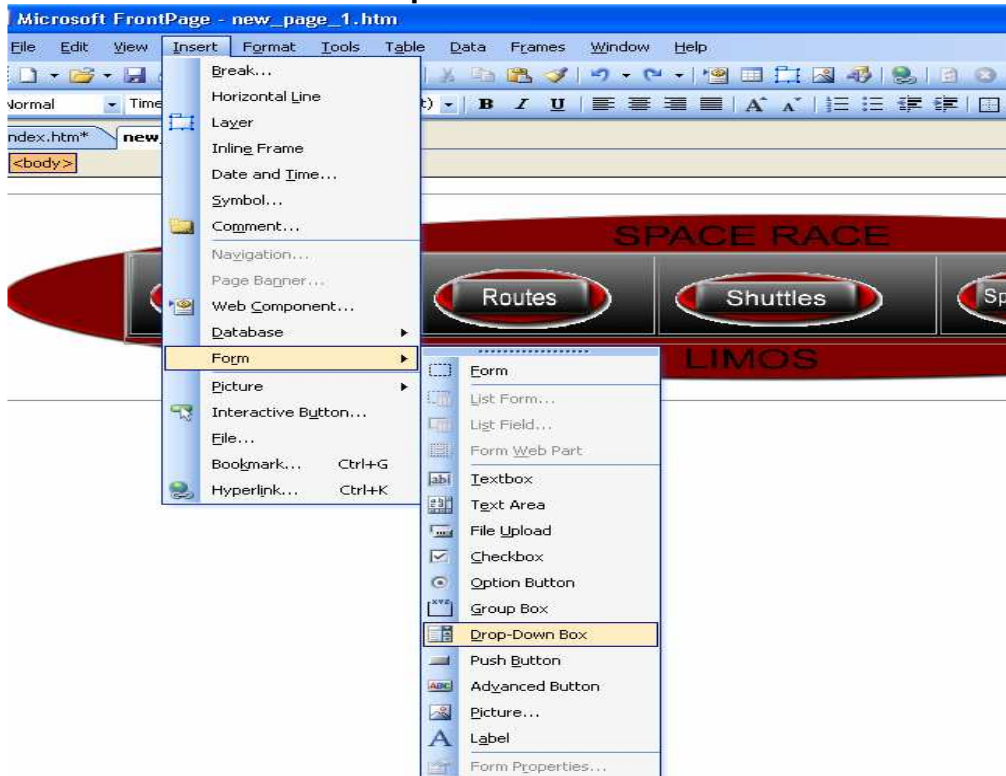 Microsoft FrontPage - new_page_1.htm
File Edit View Insert Format Tools Table Data Frames Window Help
Normal Time t) B I U A A
ndex.htm* new_
<body>
Break...
Horizontal Line
Layer
Inline Frame
Date and Time...
Symbol...
Comment...
Navigation...
Page Banner...
Web Component...
Database
Form
Picture
Interactive Button...
File...
Bookmark... Ctrl+G
Hyperlink... Ctrl+K
SPACE RACE
Routes Shuttles Sp
LIMOS
Form
List Form...
List Field...
Form Web Part
Textbox
Text Area
File Upload
Checkbox
Option Button
Group Box
Drop-Down Box
Push Button
Advanced Button
Picture...
Label
Form Properties...